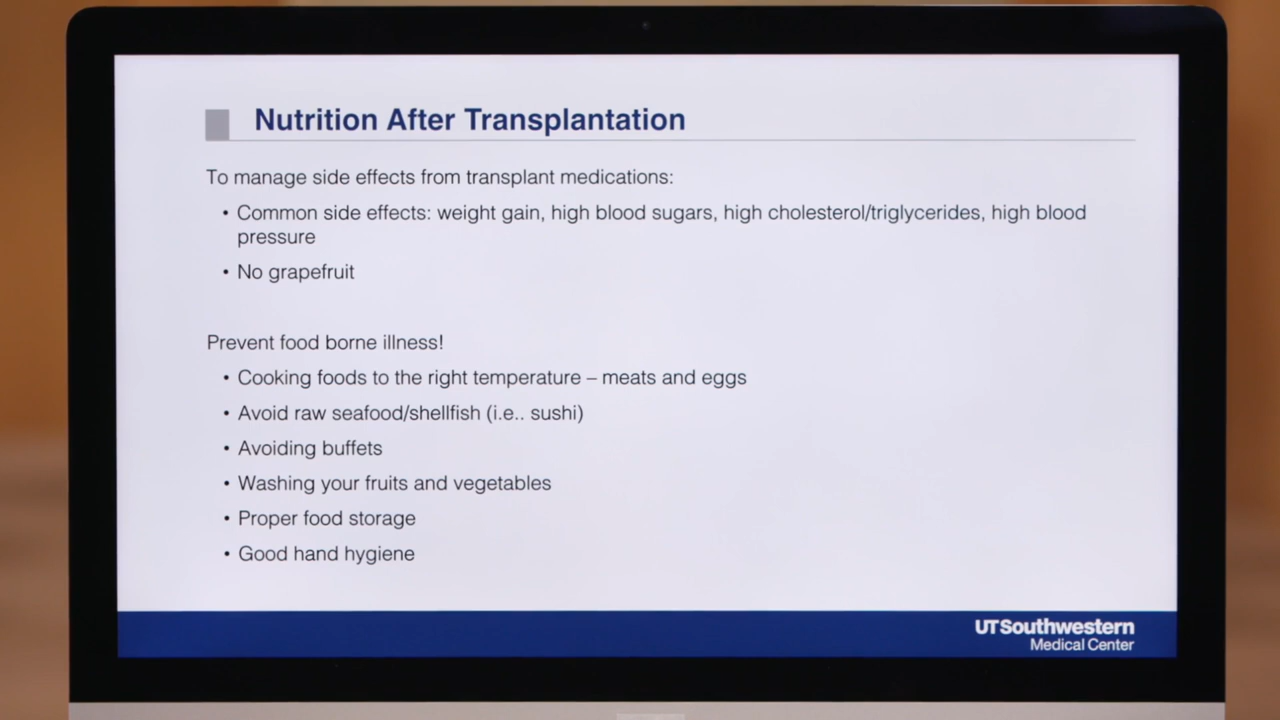 Nutrition After Transplantation
To manage side effects from transplant medications:
• Common side effects: weight gain, high blood sugars, high cholesterol/triglycerides, high blood
pressure
• No grapefruit
Prevent food borne illness!
• Cooking foods to the right temperature – meats and eggs
• Avoid raw seafood/shellfish (i.e.. sushi)
• Avoiding buffets
• Washing your fruits and vegetables
• Proper food storage
• Good hand hygiene
UTSouthwestern
Medical Center